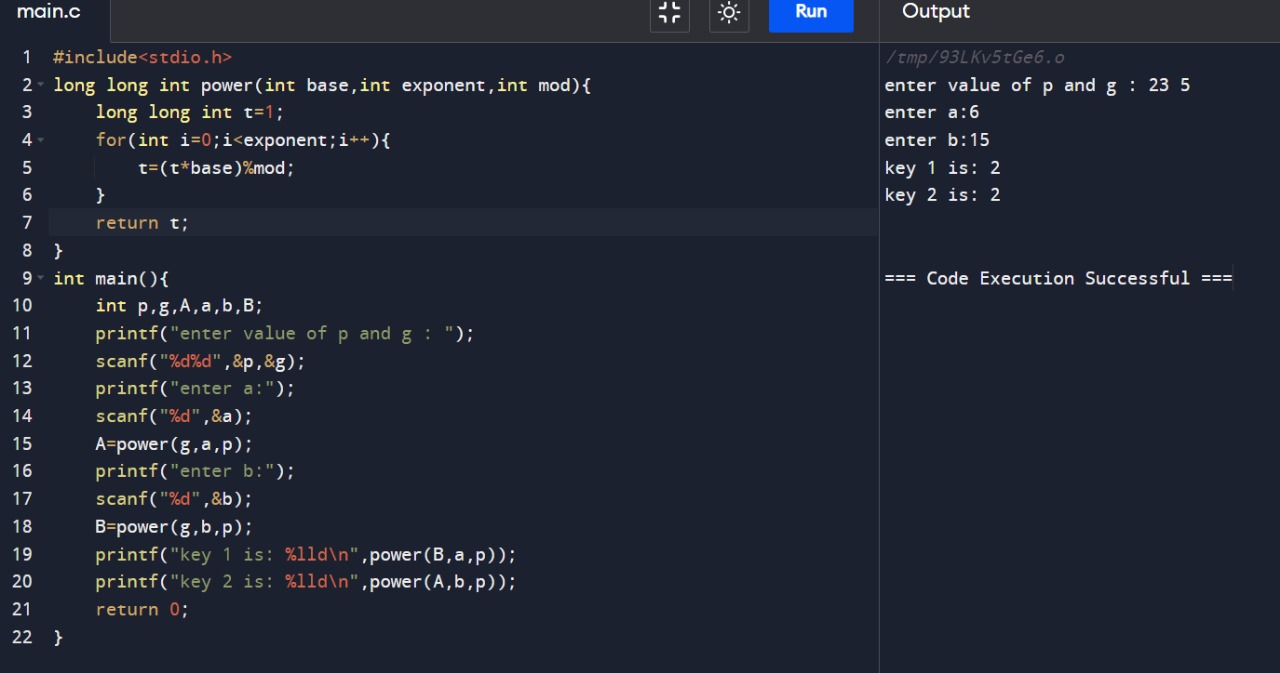 main.c
Run
Output
1 #include<stdio.h>
2 long long int power(int base,int exponent,int mod){
3     long long int t=1;
4     for(int i=0;i<exponent;i++){
5         t=(t*base)%mod;
6     }
7     return t;
8 }
9 int main(){
10     int p,g,A,a,b,B;
11     printf("enter value of p and g : ");
12     scanf("%d%d",&p,&g);
13     printf("enter a:");
14     scanf("%d",&a);
15     A=power(g,a,p);
16     printf("enter b:");
17     scanf("%d",&b);
18     B=power(g,b,p);
19     printf("key 1 is: %lld\n",power(B,a,p));
20     printf("key 2 is: %lld\n",power(A,b,p));
21     return 0;
22 }
/tmp/93LKv5tGe6.o
enter value of p and g : 23 5
enter a:6
enter b:15
key 1 is: 2
key 2 is: 2
=== Code Execution Successful ===